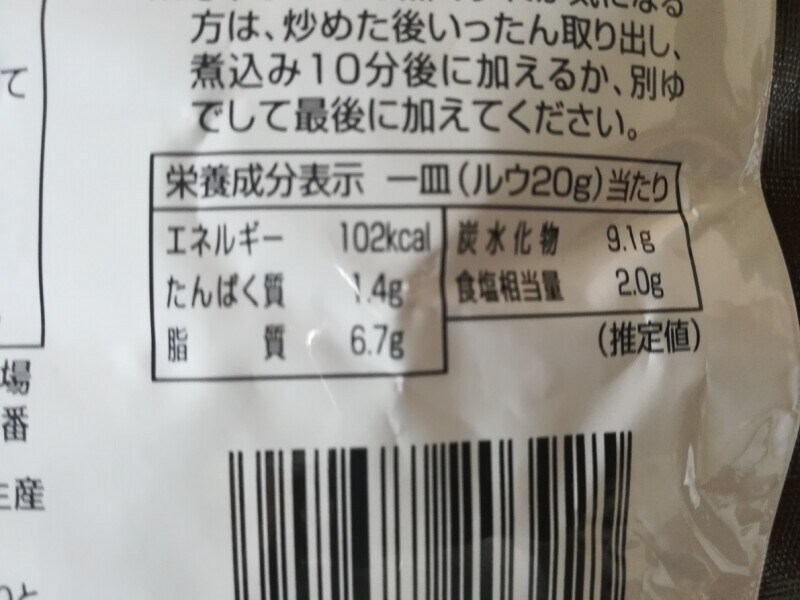 方は、炒めた後いったん取り出し、
煮込み10分後に加えるか、別ゆ
でして最後に加えてください。
栄養成分表示 一皿(ルウ20g)当たり
エネルギー 102kcal 炭水化物 9.1g
たんぱく質 1.4g 食塩相当量 2.0g
脂質 6.7g
(推定値)
て
場
番
産